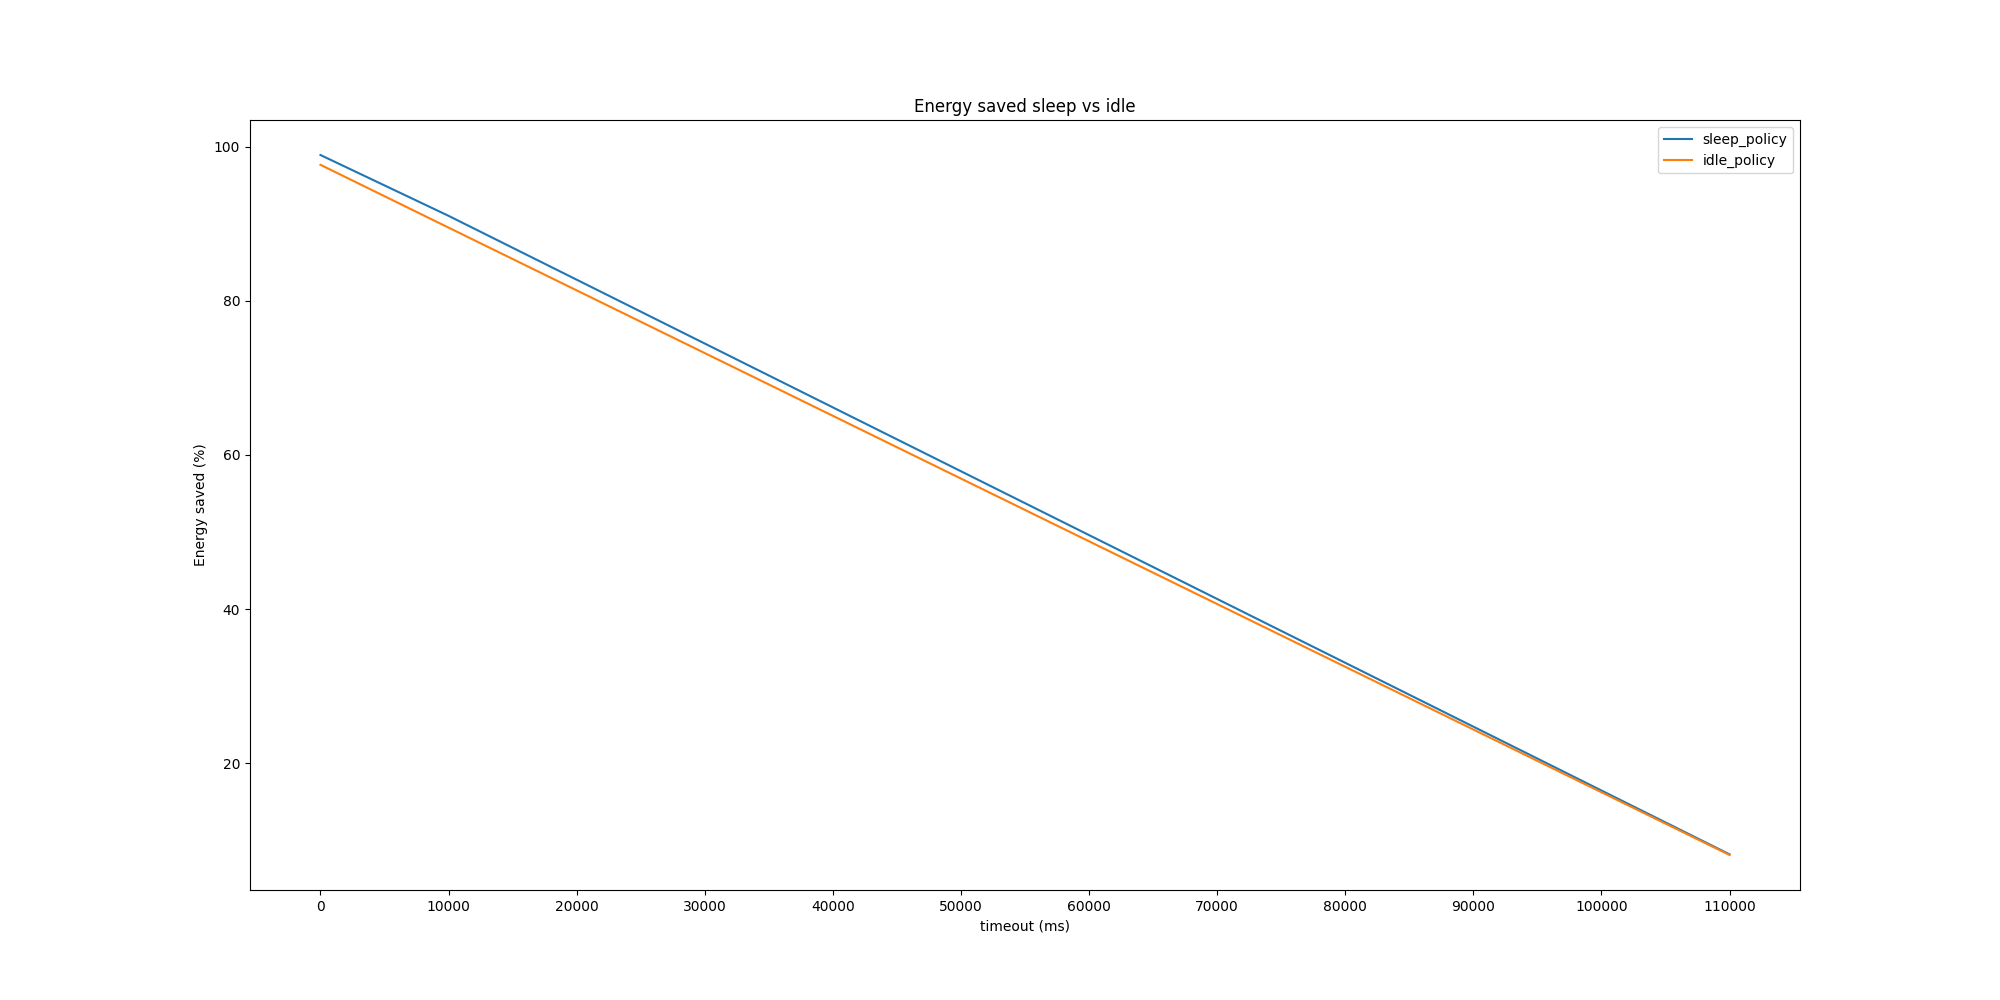 Energy saved sleep vs idle
sleep_policy
idle_policy
Energy saved (%)
100
80
60
40
20
0 10000 20000 30000 40000 50000 60000 70000 80000 90000 100000 110000
timeout (ms)